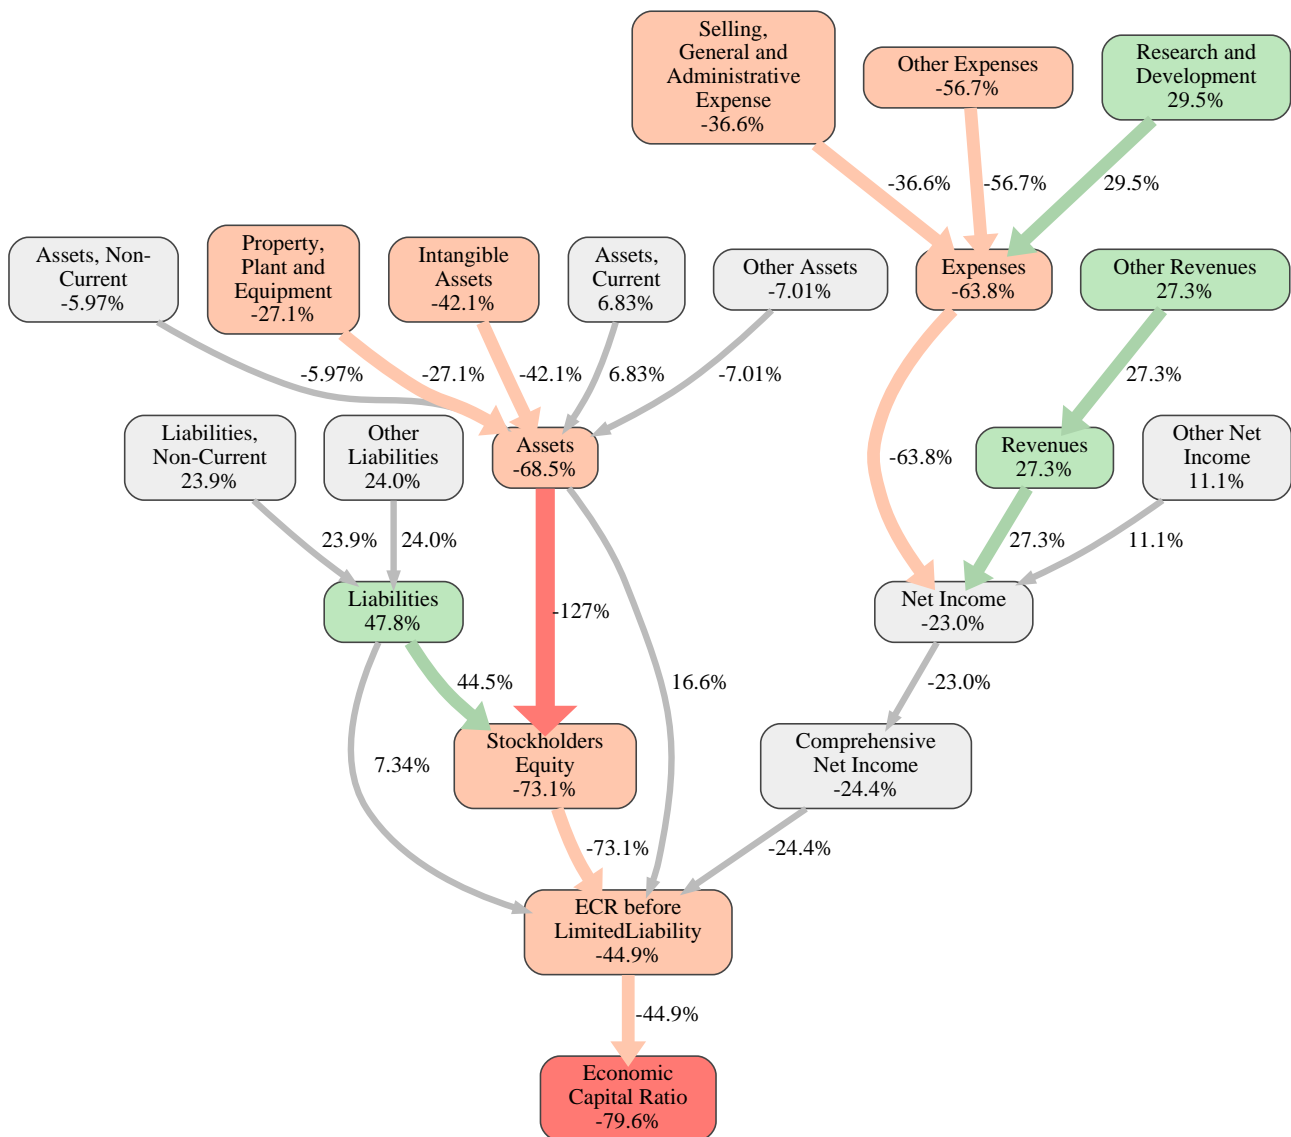 Selling,
General and
Administrative
Expense
-36.6%
Other Expenses
-56.7%
Research and
Development
29.5%
-36.6%
-56.7%
29.5%
Assets, Non-
Current
-5.97%
Property,
Plant and
Equipment
-27.1%
Intangible
Assets
-42.1%
Assets,
Current
6.83%
Other Assets
-7.01%
Expenses
-63.8%
Other Revenues
27.3%
-5.97%
-27.1%
-42.1%
6.83%
-7.01%
27.3%
Liabilities,
Non-Current
23.9%
Other
Liabilities
24.0%
Assets
-68.5%
-63.8%
Revenues
27.3%
Other Net
Income
11.1%
23.9%
24.0%
27.3%
11.1%
Liabilities
47.8%
-127%
Net Income
-23.0%
44.5%
16.6%
-23.0%
7.34%
Stockholders
Equity
-73.1%
Comprehensive
Net Income
-24.4%
-73.1%
-24.4%
ECR before
LimitedLiability
-44.9%
-44.9%
Economic
Capital Ratio
-79.6%